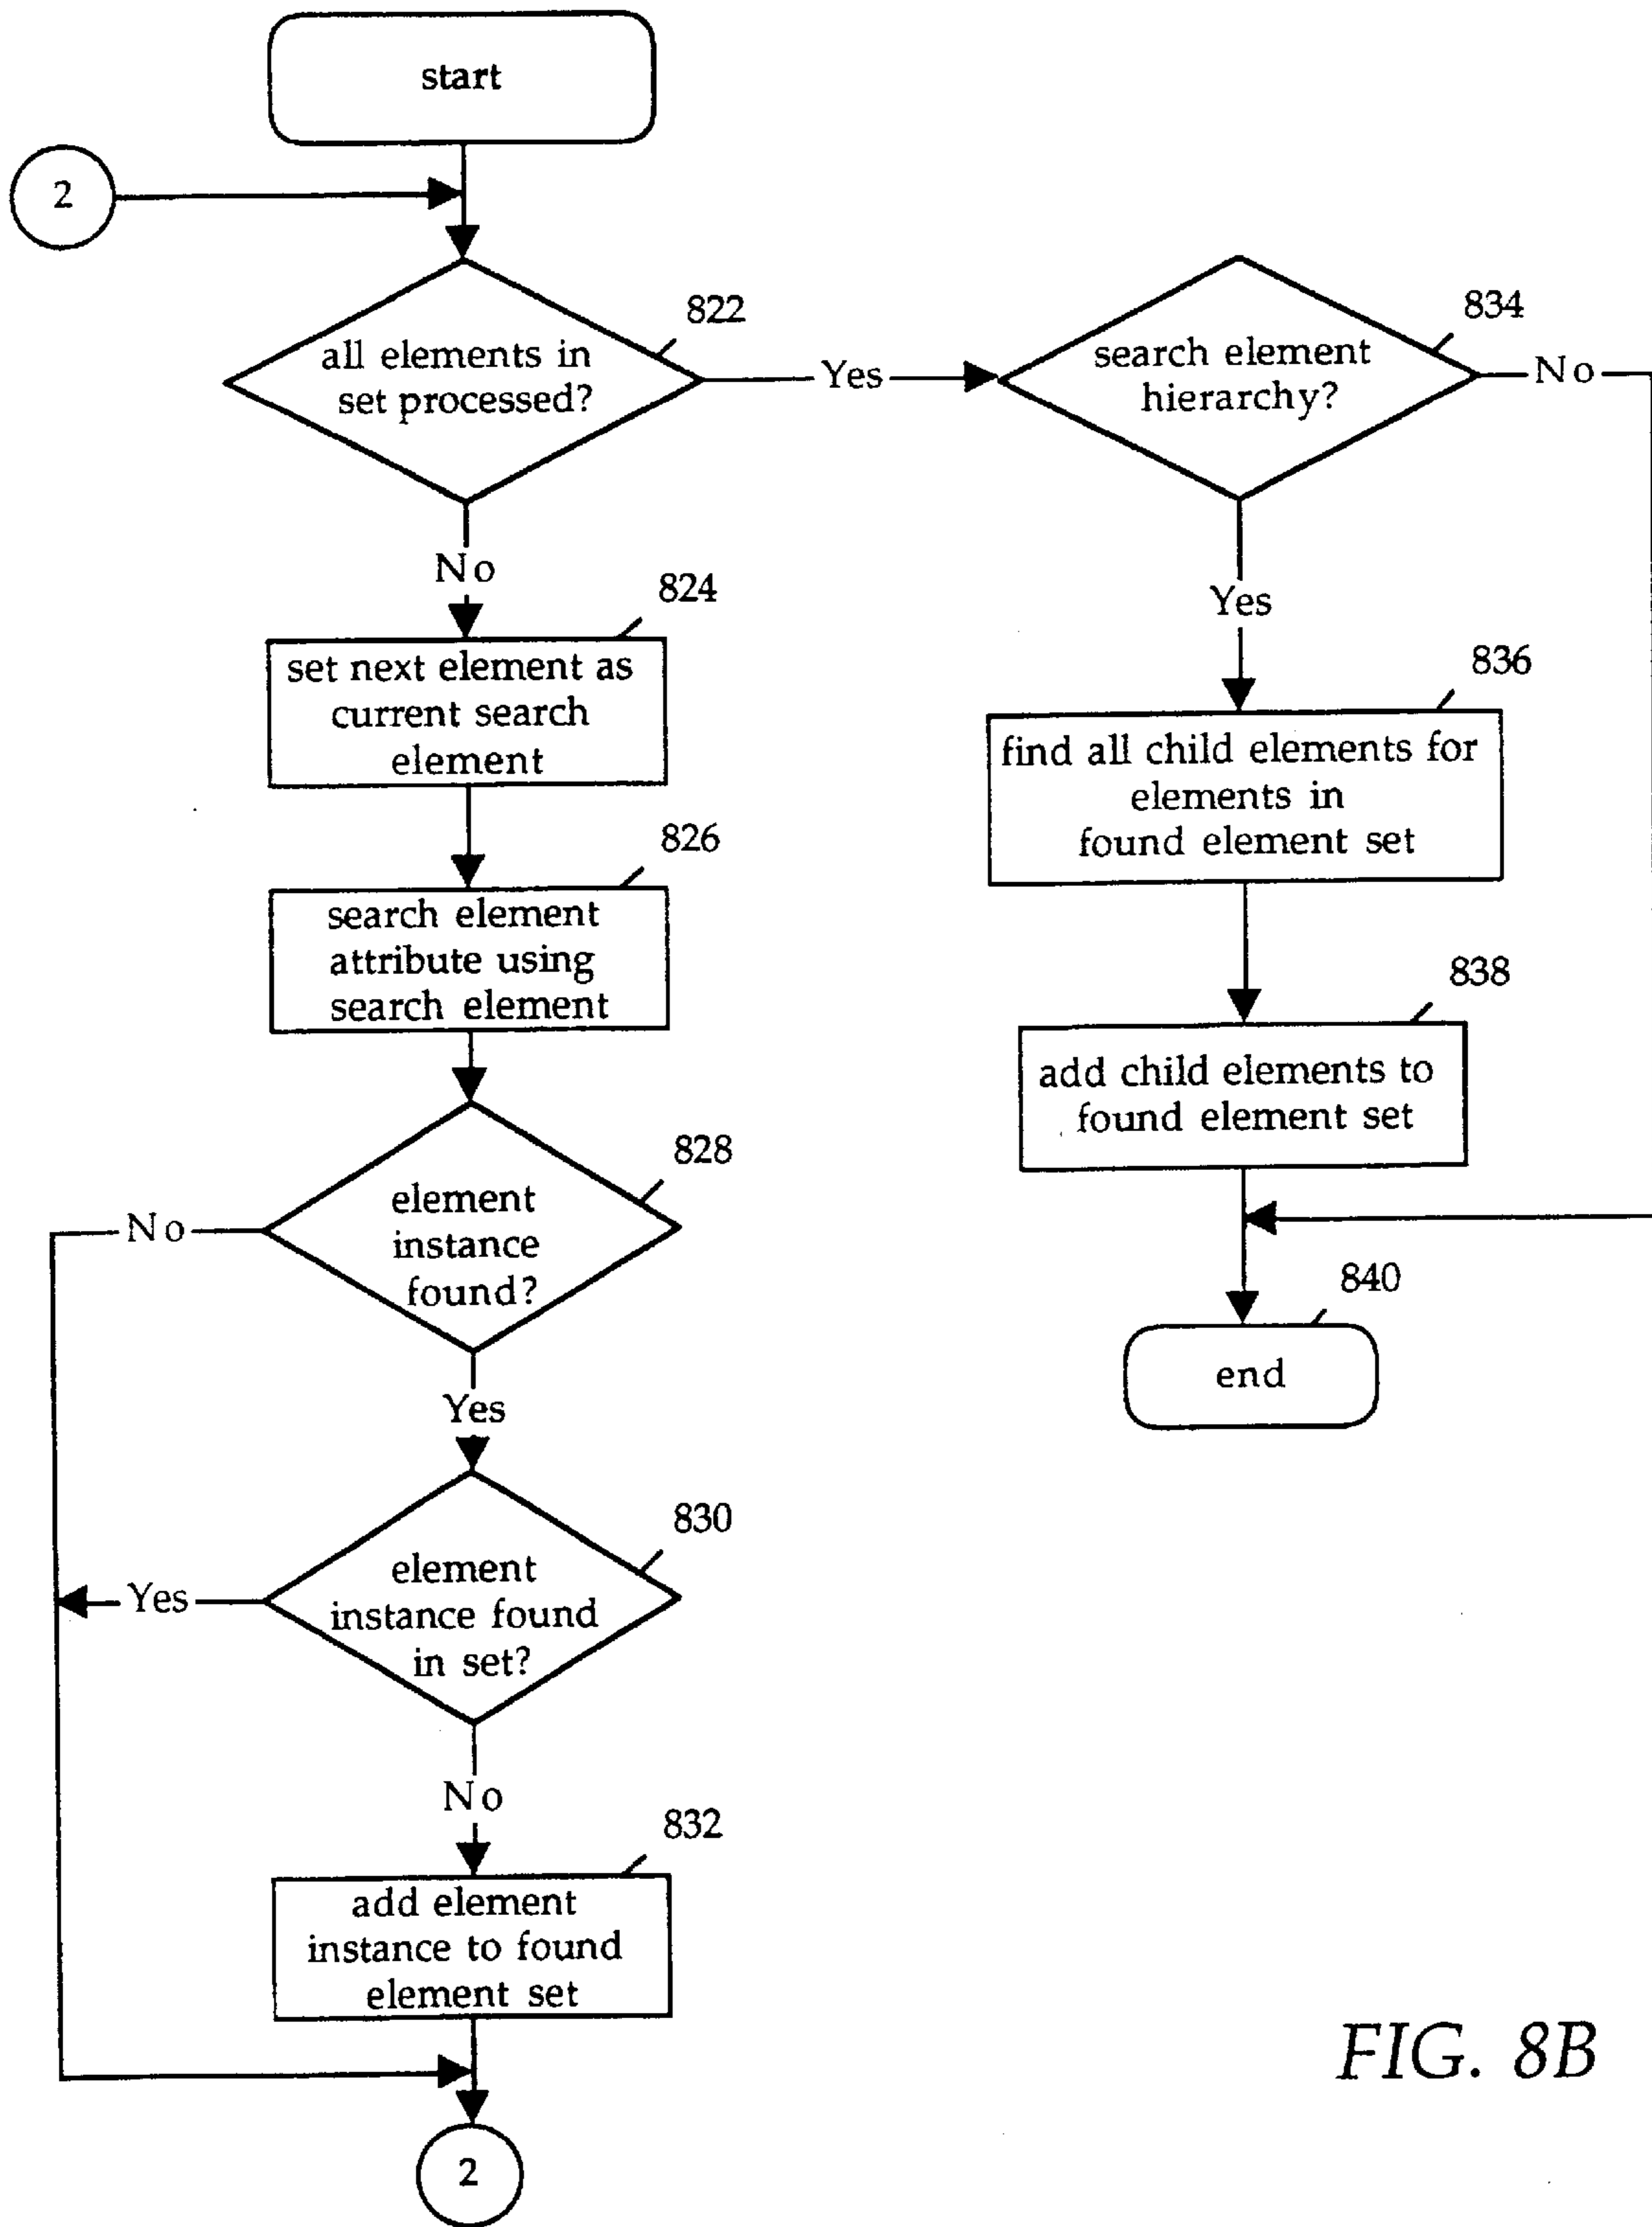 start
2
822
all elements in
set processed?
Yes
834
search element
hierarchy?
No
No
824
set next element as
current search
element
Yes
836
find all child elements for
elements in
found element set
826
search element
attribute using
search element
838
add child elements to
found element set
828
element
instance
found?
No
840
end
Yes
830
element
instance found
in set?
Yes
No
832
add element
instance to found
element set
2
FIG. 8B